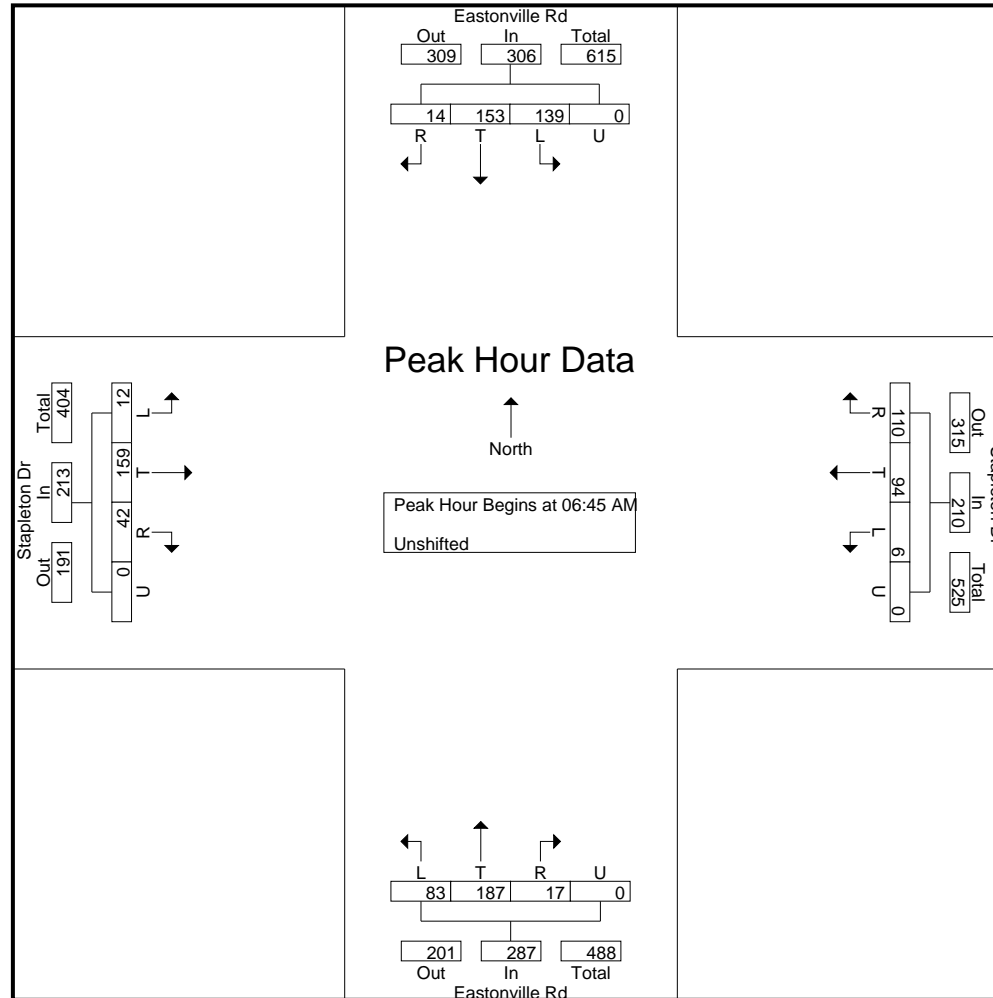 Eastonville Rd
Out In Total
309 306 615
14 153 139 0
R T L U
Peak Hour Data
North
Peak Hour Begins at 06:45 AM
Unshifted
Stapleton Dr
Total In Out
404 213 191
12 159 42 0
L T R U
Out In Total
315 210 525
110 94 6 0
R T L U
L T R U
83 187 17 0
201 287 488
Out In Total
Eastonville Rd